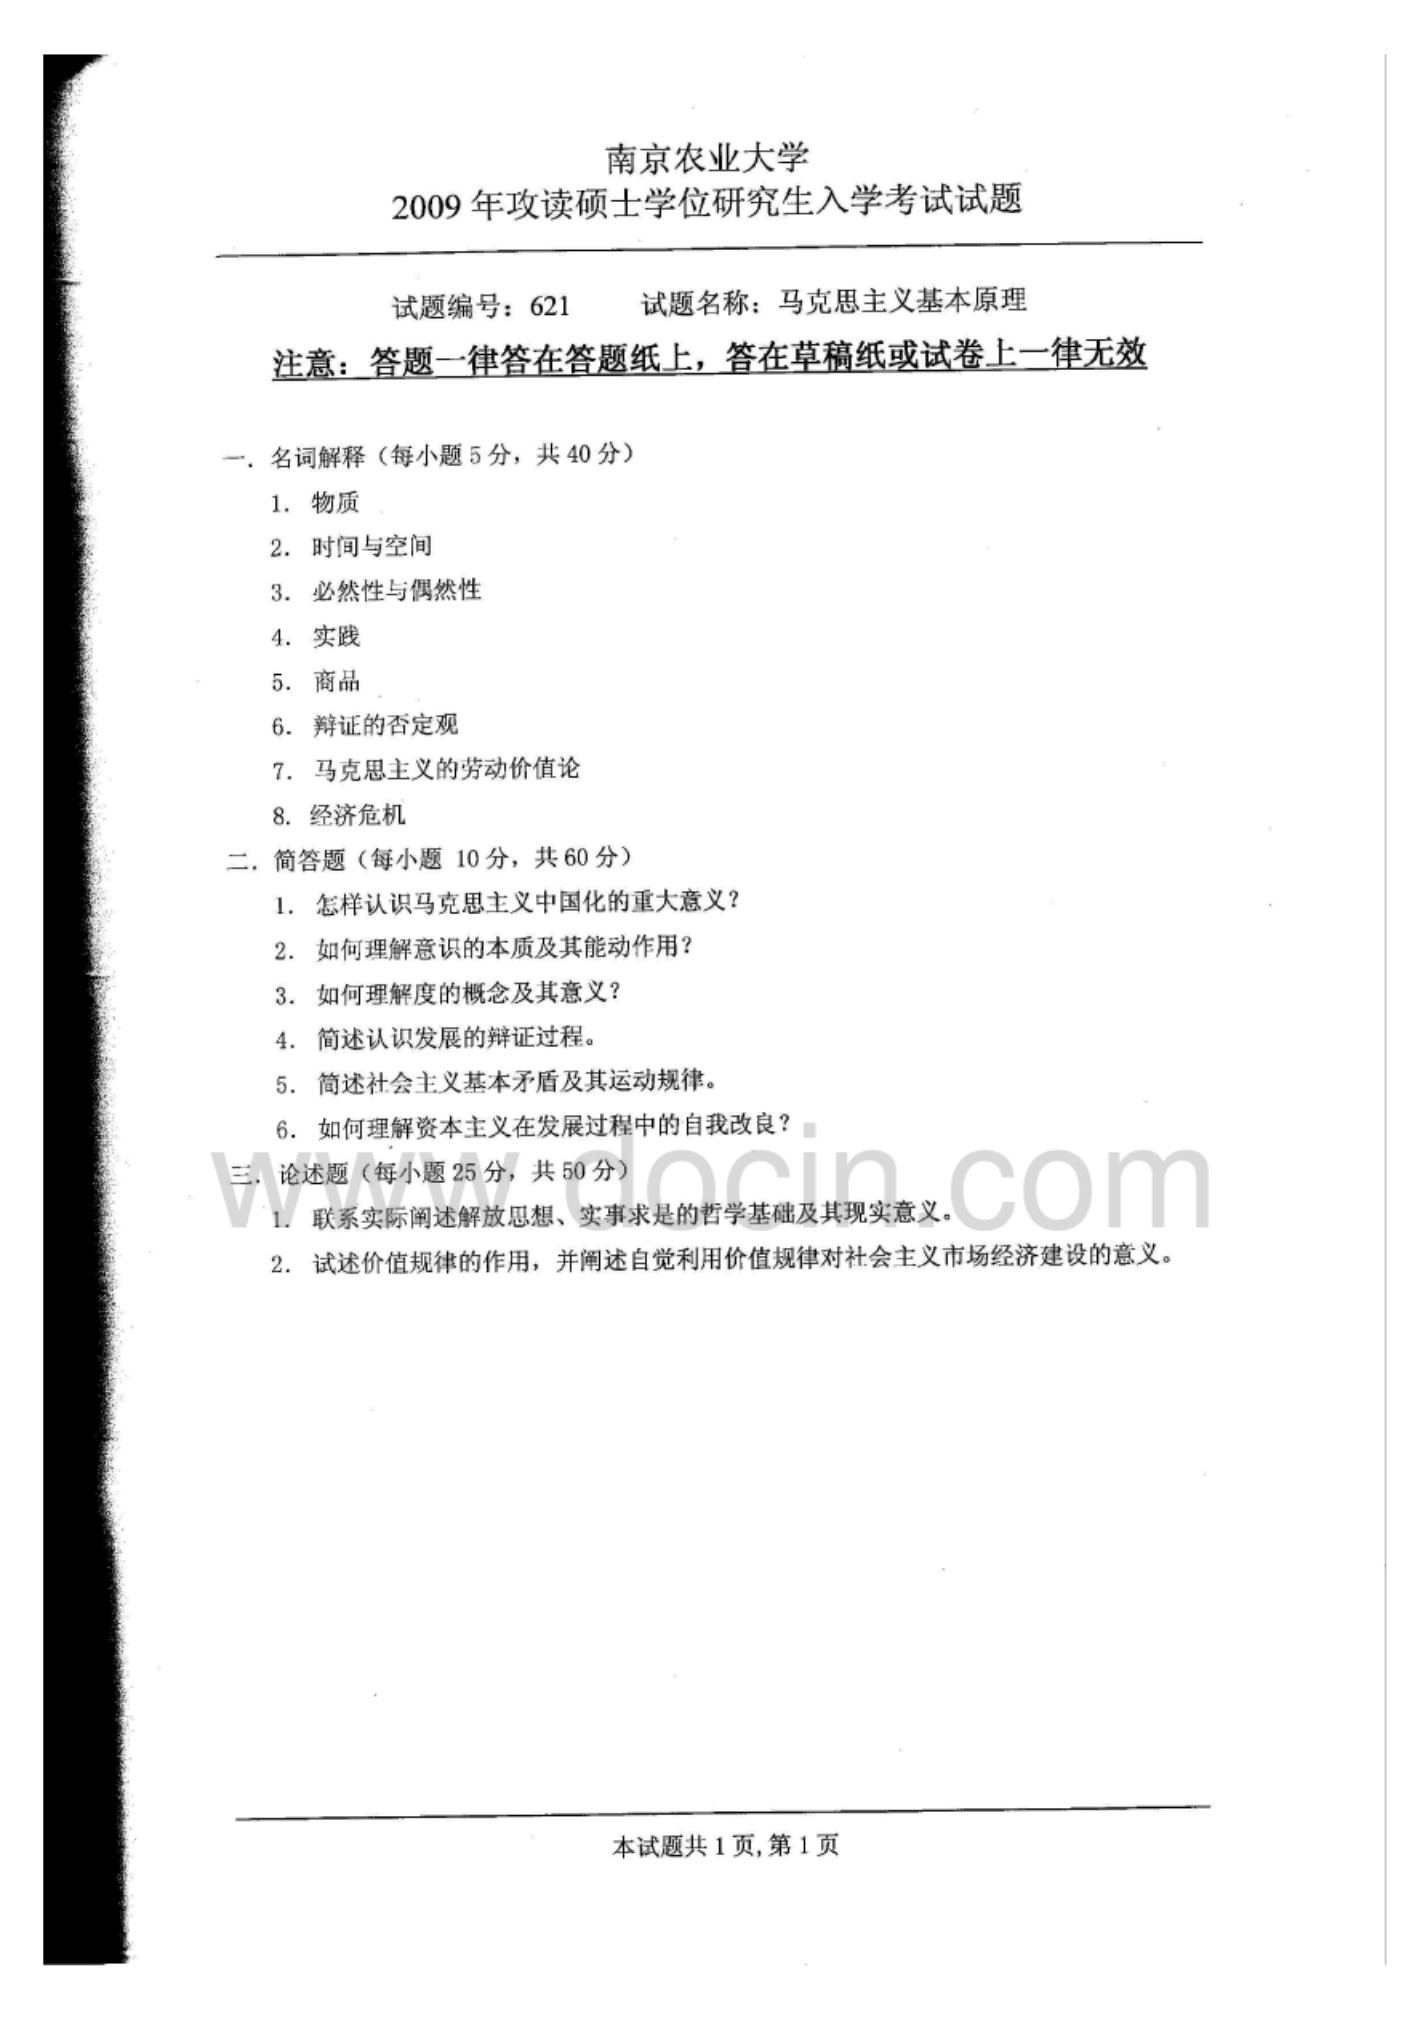 南京农业大学
2009 年攻读硕士学位研究生入学考试试题
试题编号：621 试题名称：马克思主义基本原理
注意：答题一律答在答题纸上，答在草稿纸或试卷上一律无效
一．名词解释（每小题 5 分，共 40 分）
1． 物质
2． 时间与空间
3． 必然性与偶然性
4． 实践
5． 商品
6． 辩证的否定观
7． 马克思主义的劳动价值论
8. 经济危机
二．简答题（每小题 10 分，共 60 分）
1． 怎样认识马克思主义中国化的重大意义？
2． 如何理解意识的本质及其能动作用？
3． 如何理解度的概念及其意义？
4． 简述认识发展的辩证过程。
5． 简述社会主义基本矛盾及其运动规律。
6． 如何理解资本主义在发展过程中的自我改良？
三．论述题（每小题 25 分，共 50 分）
www.docin.com
1． 联系实际阐述解放思想、实事求是的哲学基础及其现实意义。
2． 试述价值规律的作用，并阐述自觉利用价值规律对社会主义市场经济建设的意义。
本试题共 1 页, 第 1 页